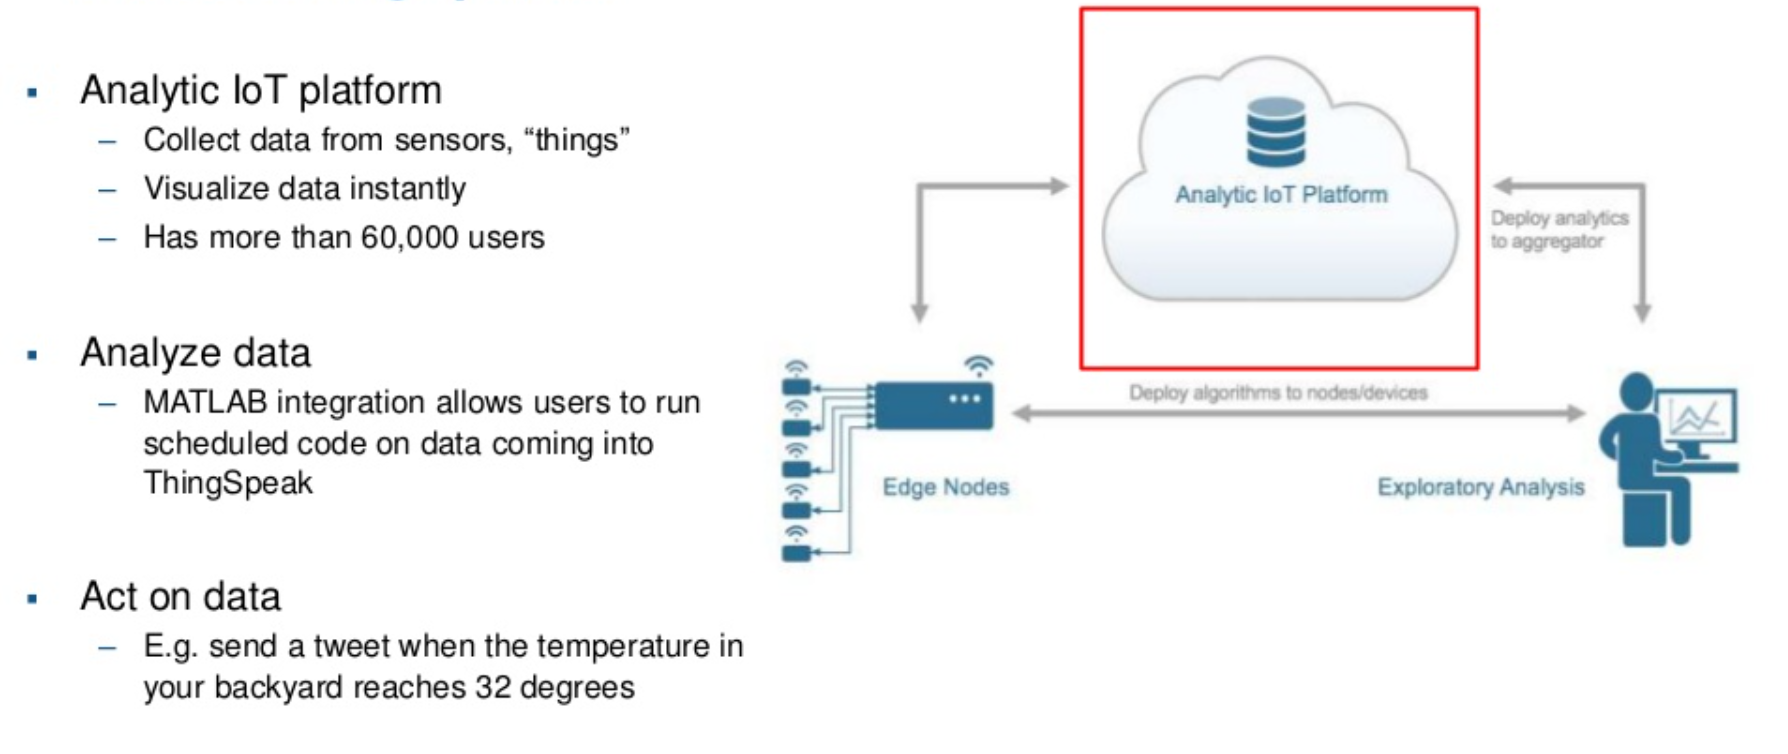 ▪ Analytic IoT platform
– Collect data from sensors, “things”
– Visualize data instantly
– Has more than 60,000 users
▪ Analyze data
– MATLAB integration allows users to run
scheduled code on data coming into
ThingSpeak
▪ Act on data
– E.g. send a tweet when the temperature in
your backyard reaches 32 degrees
Analytic IoT Platform
Deploy analytics
to aggregator
Deploy algorithms to nodes/devices
Edge Nodes
Exploratory Analysis